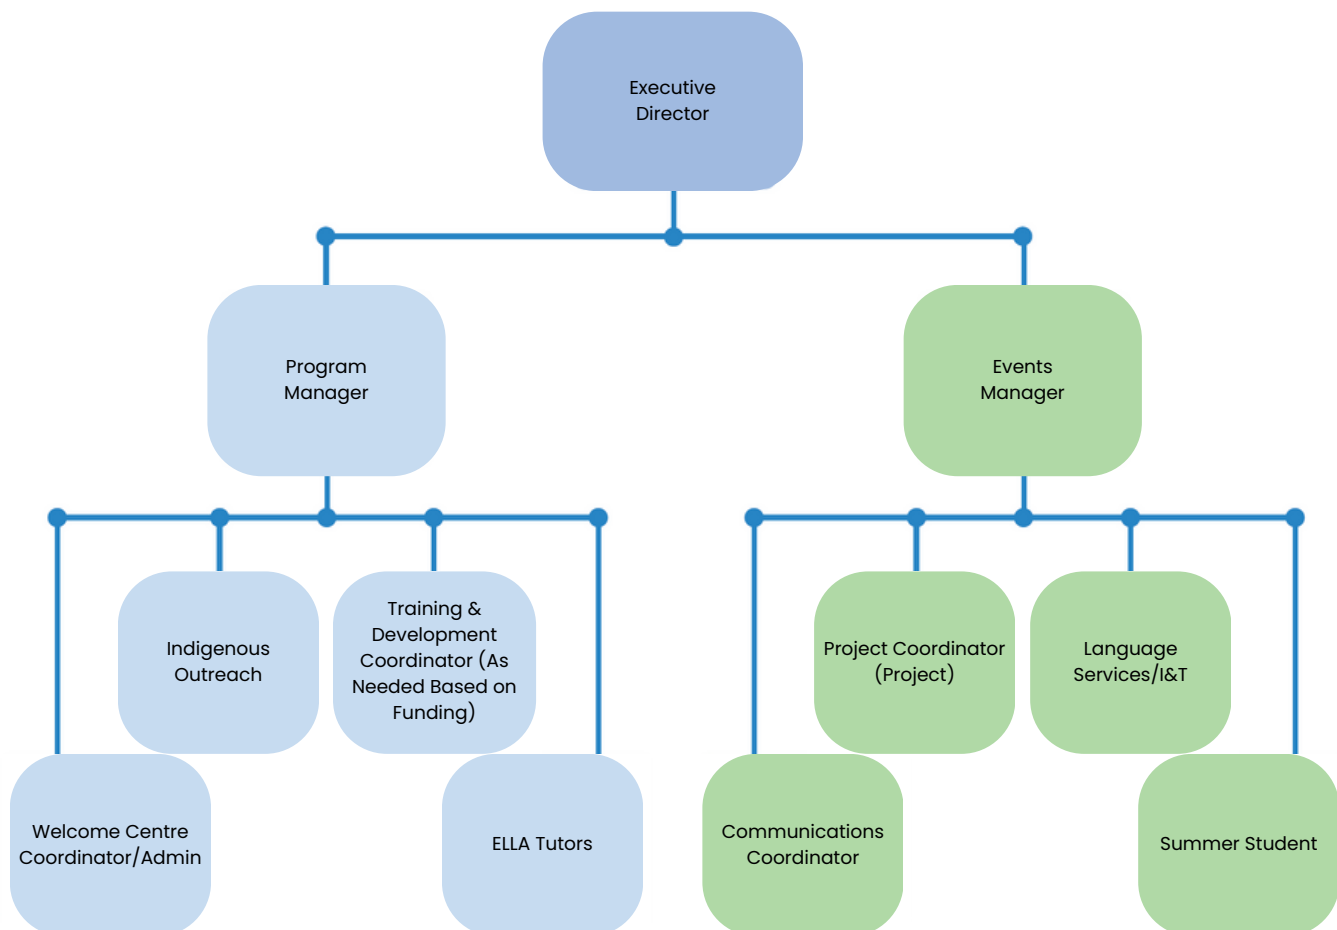 Executive
Director
Program
Manager
Events
Manager
Indigenous
Outreach
Training &
Development
Coordinator (As
Needed Based on
Funding)
Project Coordinator
(Project)
Language
Services/I&T
Welcome Centre
Coordinator/Admin
ELLA Tutors
Communications
Coordinator
Summer Student